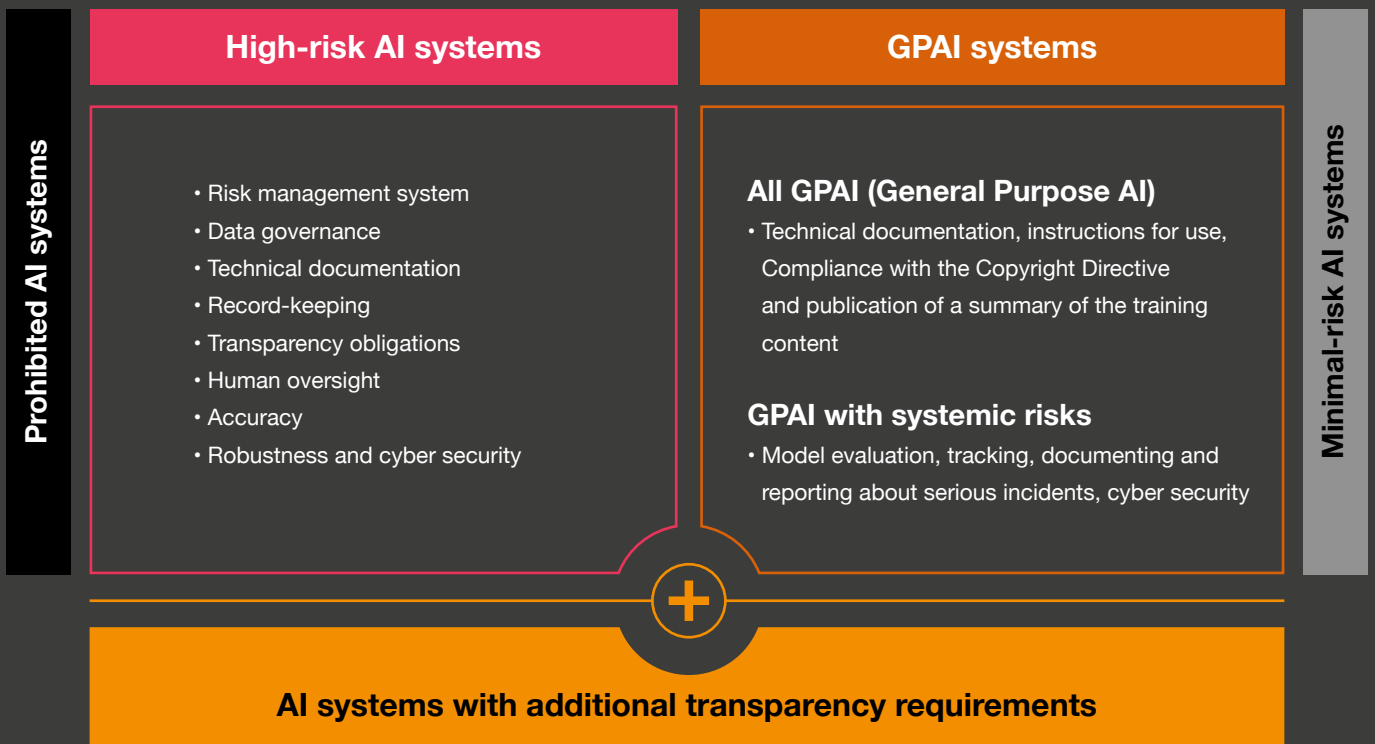 Prohibited AI systems
High-risk AI systems
• Risk management system
• Data governance
• Technical documentation
• Record-keeping
• Transparency obligations
• Human oversight
• Accuracy
• Robustness and cyber security
GPAI systems
All GPAI (General Purpose AI)
• Technical documentation, instructions for use,
Compliance with the Copyright Directive
and publication of a summary of the training
content
GPAI with systemic risks
• Model evaluation, tracking, documenting and
reporting about serious incidents, cyber security
Minimal-risk AI systems
+
AI systems with additional transparency requirements